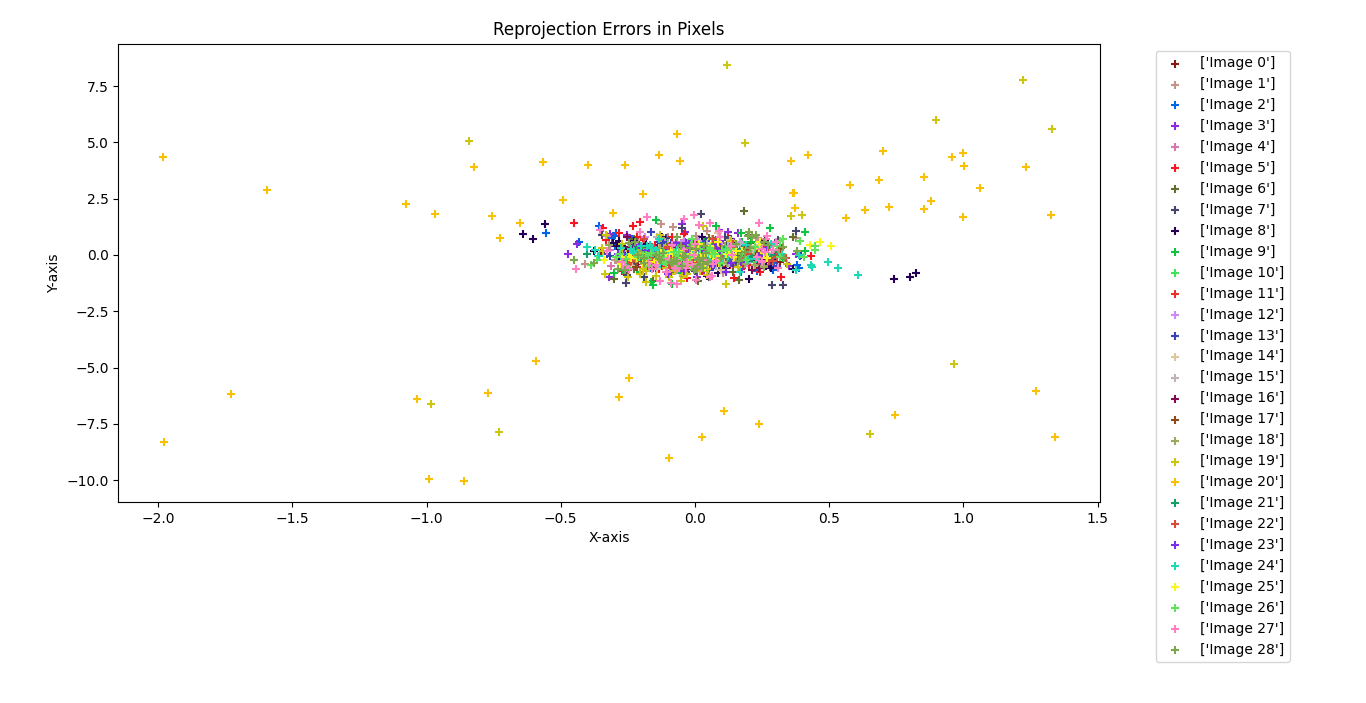 Reprojection Errors in Pixels
7.5
5.0
2.5
0.0
−2.5
−5.0
−7.5
−10.0
Y-axis
−2.0
−1.5
−1.0
−0.5
0.0
0.5
1.0
1.5
X-axis
['Image 0']
['Image 1']
['Image 2']
['Image 3']
['Image 4']
['Image 5']
['Image 6']
['Image 7']
['Image 8']
['Image 9']
['Image 10']
['Image 11']
['Image 12']
['Image 13']
['Image 14']
['Image 15']
['Image 16']
['Image 17']
['Image 18']
['Image 19']
['Image 20']
['Image 21']
['Image 22']
['Image 23']
['Image 24']
['Image 25']
['Image 26']
['Image 27']
['Image 28']